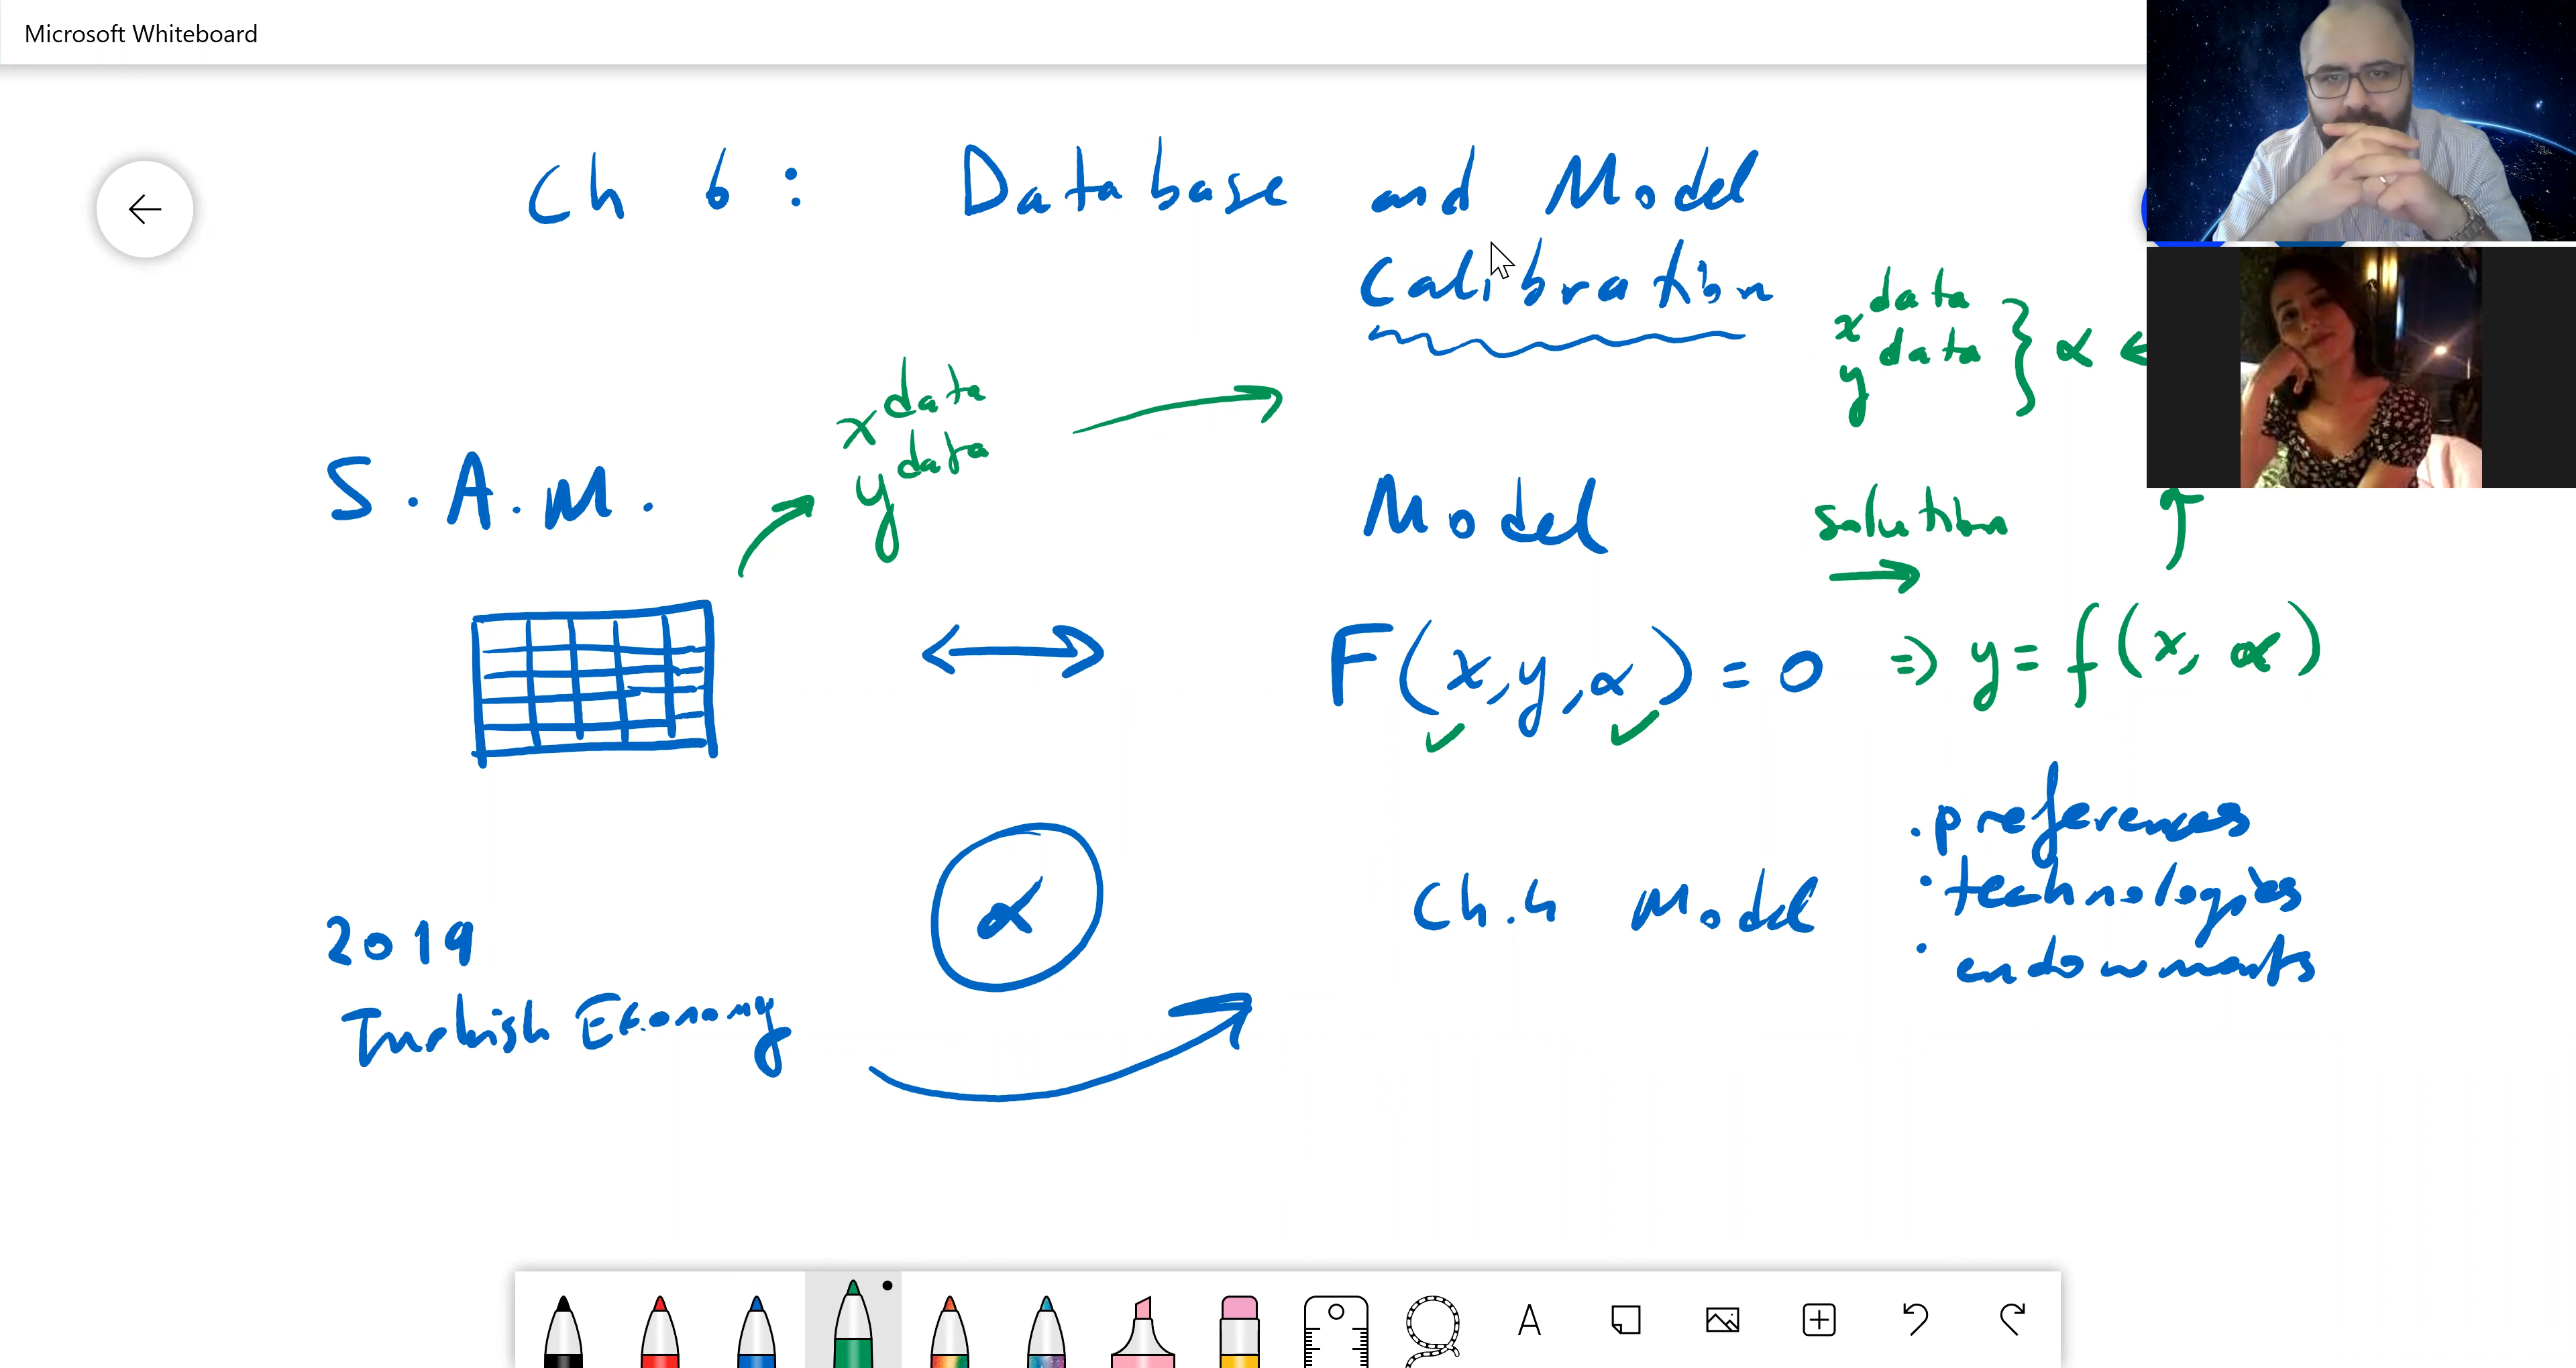 Microsoft Whiteboard
Ch 6 : Database and Model
Calibration
x data
y data } α ←
x data
y data
S.A.M.
Model
solution
F(x,y,α) = 0 ⇒ y = f(x, α)
. preferences
α
Ch.4 Model
. technologies
2019
. endowments
Turkish Economy
A